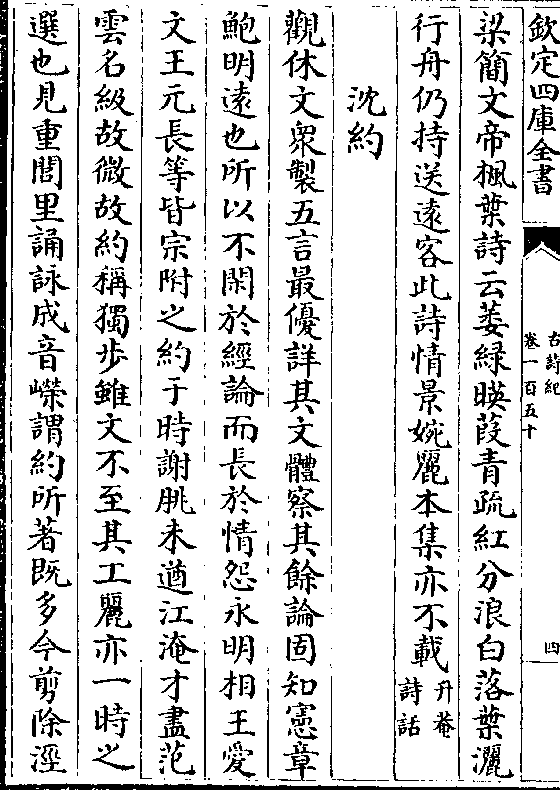 欽定四庫全書
古詩紀
卷一百五十
四
梁簡文帝楓葉詩云萎緑暎葭青疏紅分浪白落葉灑
行舟仍持送遠客此詩情景婉麗本集亦不載
升菴
詩話
沈約
觀休文衆製五言最優詳其文體察其餘論固知憲章
鮑明遠也所以不閑於經論而長於情怨永明相王愛
文王元長等皆宗附之約于時謝朓未遒江淹才盡范
雲名級故微故約稱獨步雖文不至其工麗亦一時之
選也見重閭里誦詠成音嶸謂約所著既多今剪除淫